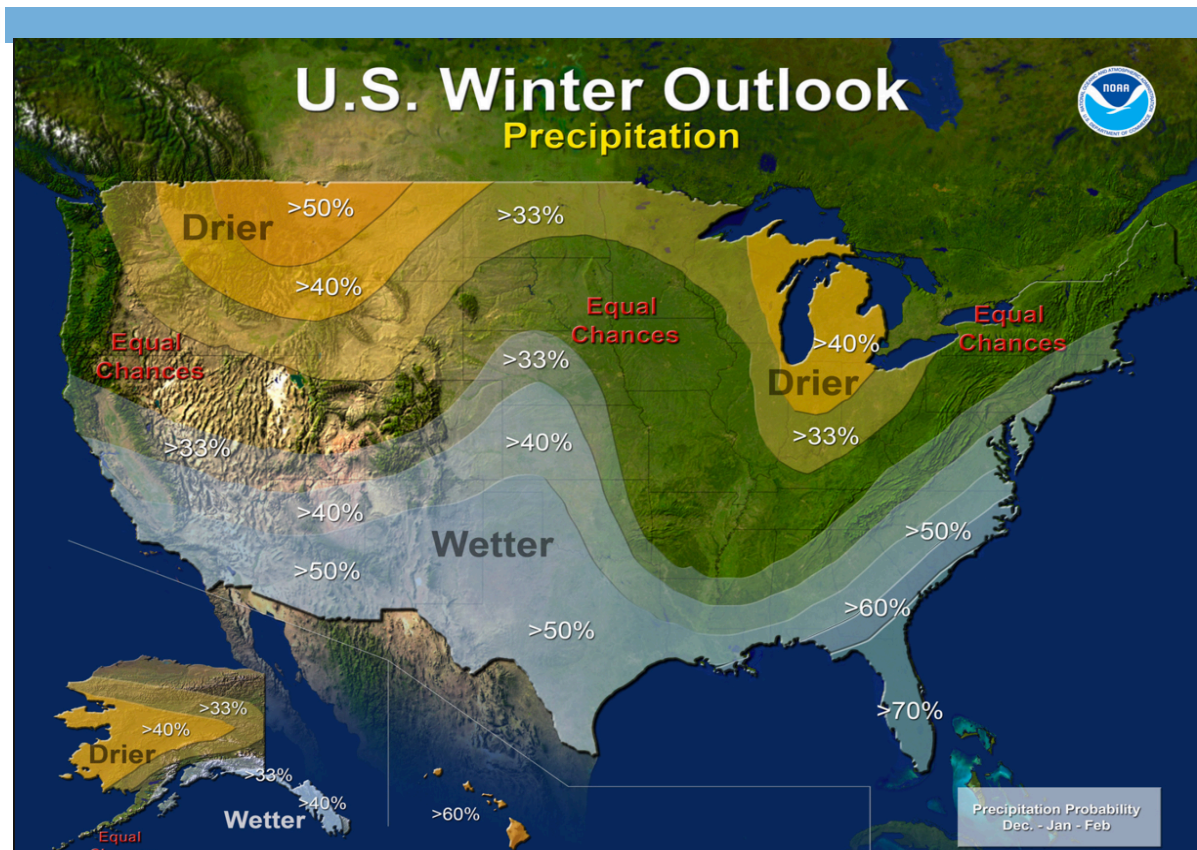 U.S. Winter Outlook
Precipitation
NOAA
>50%
Drier
>33%
>40%
Equal
Chances
Equal
Chances
Equal
Chances
>33%
>40%
Drier
>33%
>33%
>40%
>40%
Wetter
>50%
>50%
>50%
>60%
>70%
>33%
>40%
Drier
>33%
>40%
Wetter
Equal
>60%
Precipitation Probability
Dec. - Jan - Feb